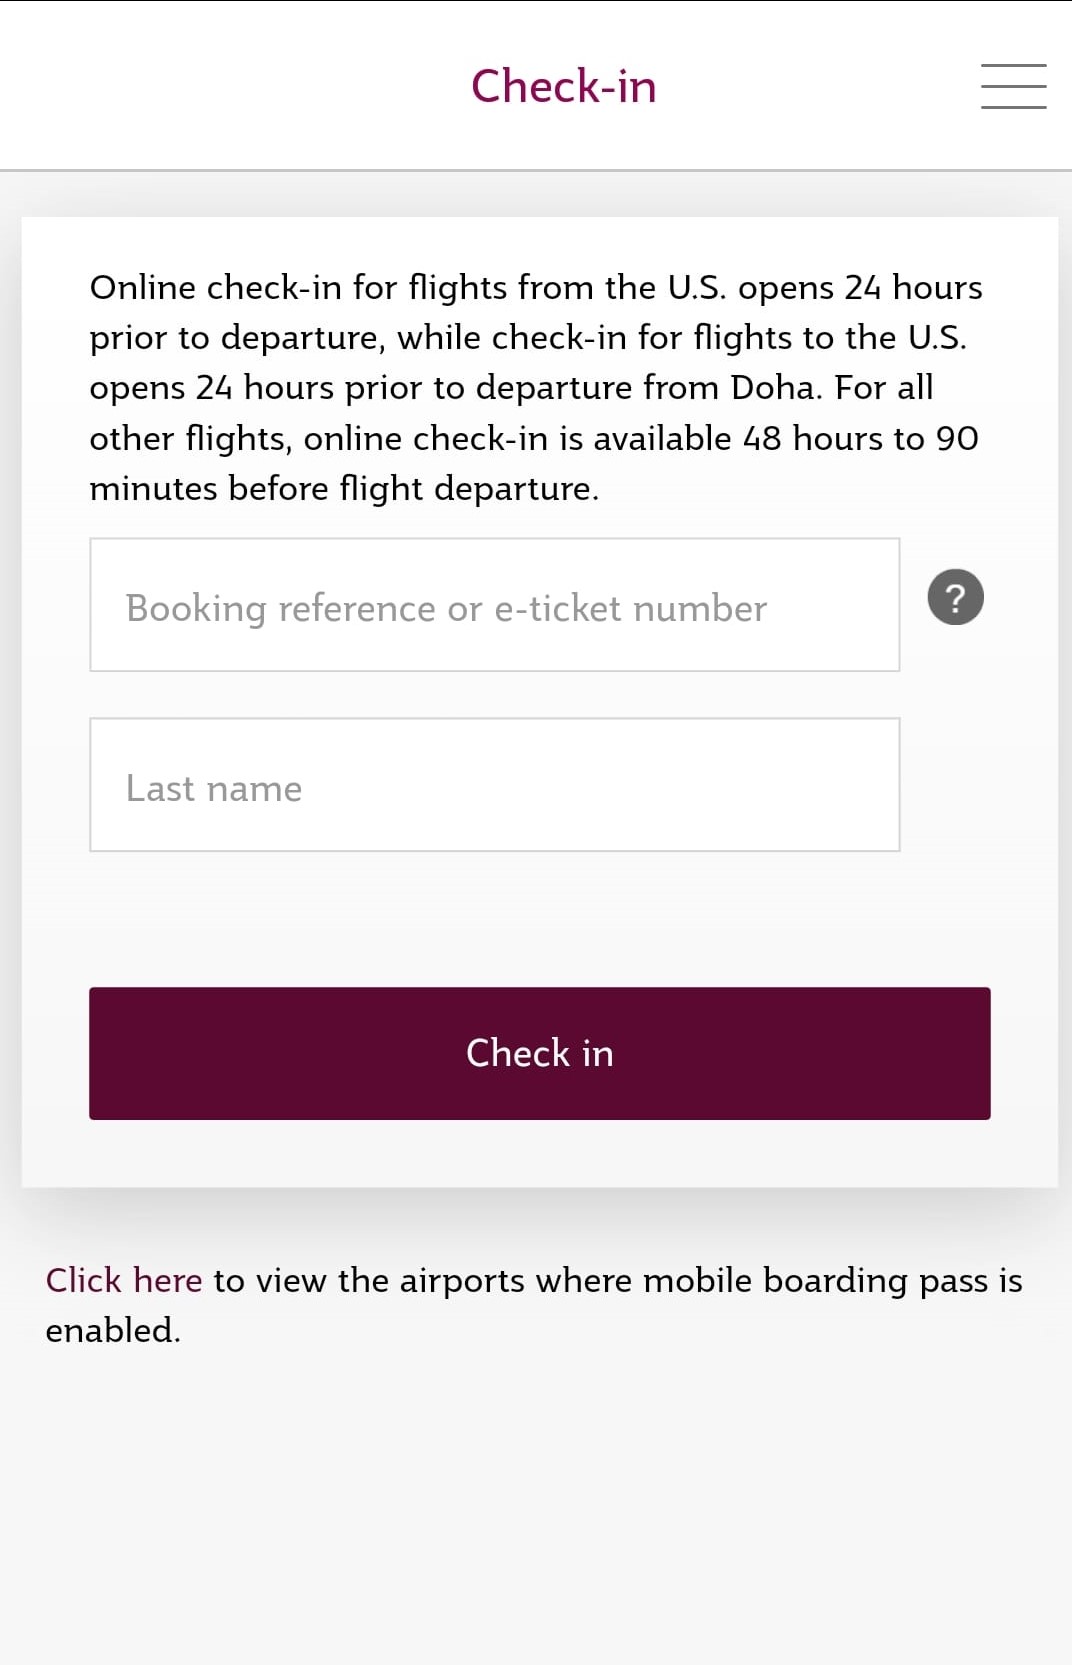 Check-in
Online check-in for flights from the U.S. opens 24 hours
prior to departure, while check-in for flights to the U.S.
opens 24 hours prior to departure from Doha. For all
other flights, online check-in is available 48 hours to 90
minutes before flight departure.
Booking reference or e-ticket number
?
Last name
Check in
Click here to view the airports where mobile boarding pass is
enabled.